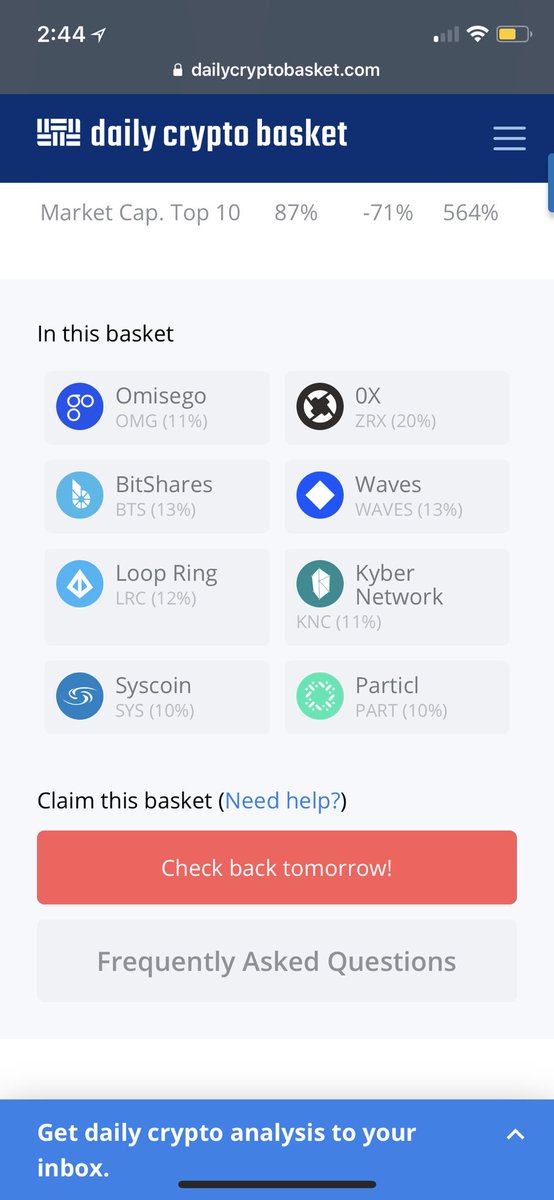 2:44
dailycryptobasket.com
daily crypto basket
Market Cap. Top 10 87% -71% 564%
In this basket
Omisego
OMG (11%)
0X
ZRX (20%)
BitShares
BTS (13%)
Waves
WAVES (13%)
Loop Ring
LRC (12%)
Kyber
Network
KNC (11%)
Syscoin
SYS (10%)
Particl
PART (10%)
Claim this basket (Need help?)
Check back tomorrow!
Frequently Asked Questions
Get daily crypto analysis to your
inbox.